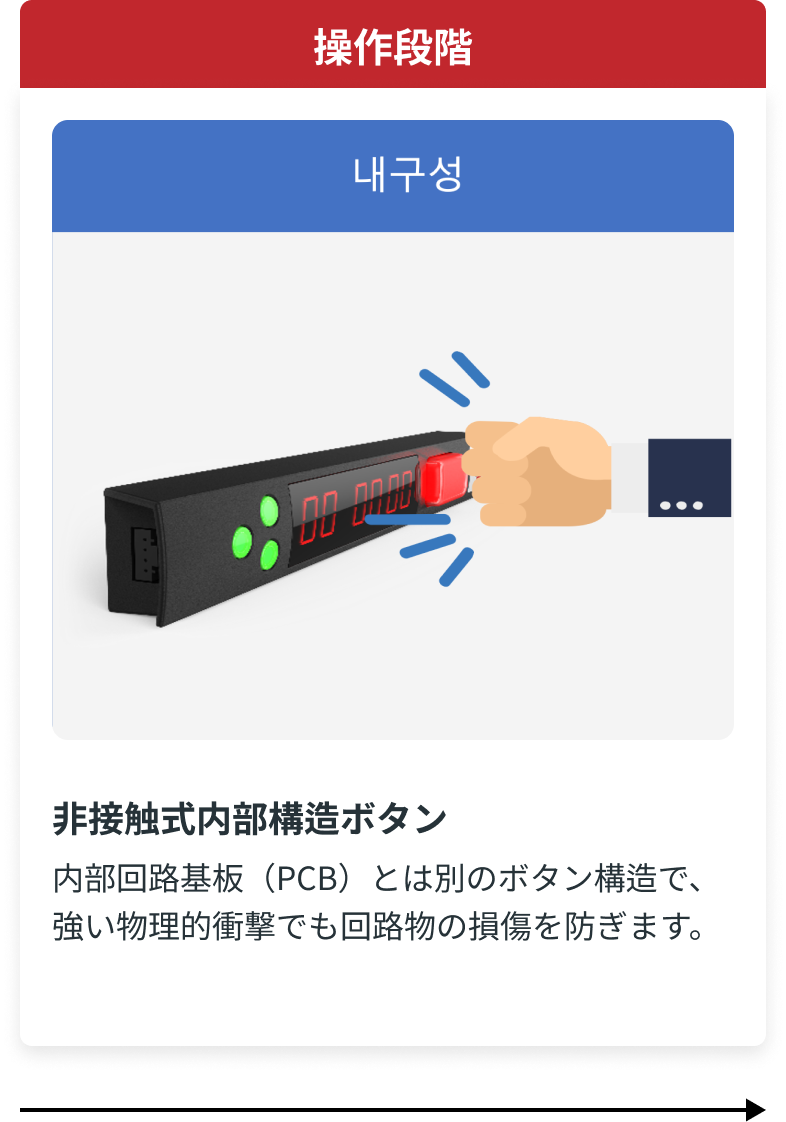 操作段階
내구성
00 0000
非接触式内部構造ボタン
内部回路基板（PCB）とは別のボタン構造で、
強い物理的衝撃でも回路物の損傷を防ぎます。